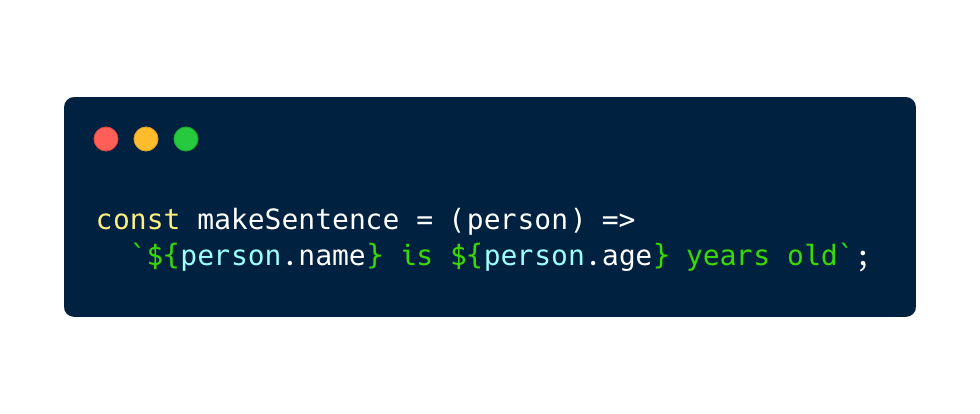 const makeSentence = (person) =>
  `${person.name} is ${person.age} years old`;